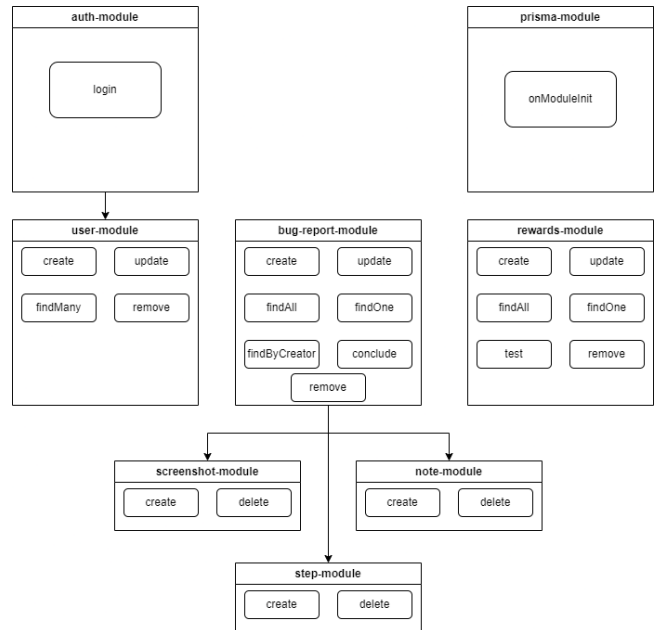 auth-module
login
prisma-module
onModuleInit
user-module
create
update
findMany
remove
bug-report-module
create
update
findAll
findOne
findByCreator
conclude
remove
rewards-module
create
update
findAll
findOne
test
remove
screenshot-module
create
delete
note-module
create
delete
step-module
create
delete